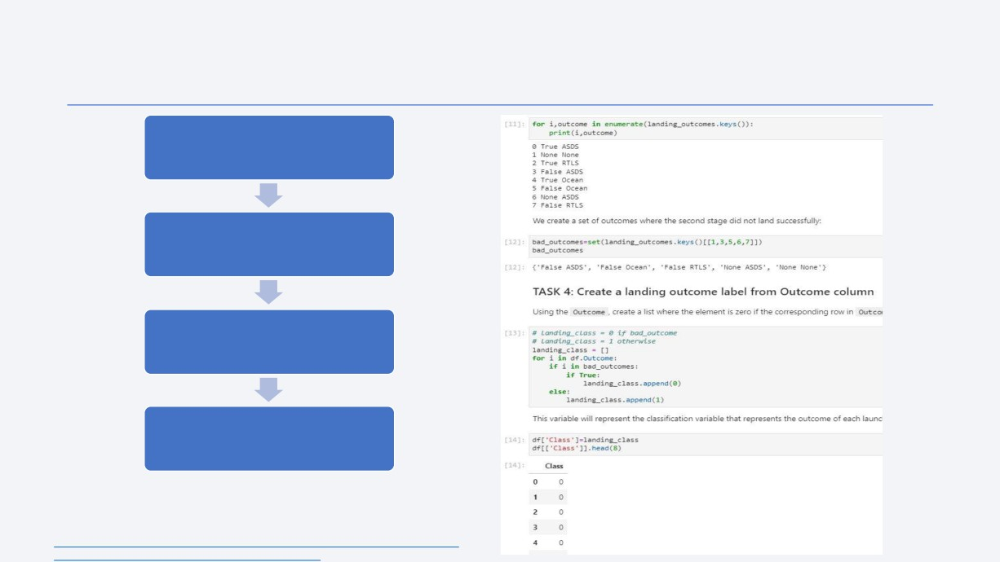 [11]: for i,outcome in enumerate(landing_outcomes.keys()):
    print(i,outcome)
0 True ASDS
1 None None
2 True RTLS
3 False ASDS
4 True Ocean
5 False Ocean
6 None ASDS
7 False RTLS
We create a set of outcomes where the second stage did not land successfully:
[12]: bad_outcomes=set(landing_outcomes.keys()[[1,3,5,6,7]])
bad_outcomes
[12]: {'False ASDS', 'False Ocean', 'False RTLS', 'None ASDS', 'None None'}
TASK 4: Create a landing outcome label from Outcome column
Using the Outcome, create a list where the element is zero if the corresponding row in Outco
[13]: # landing_class = 0 if bad_outcome
# landing_class = 1 otherwise
landing_class = []
for i in df.Outcome:
    if i in bad_outcomes:
        if True:
            landing_class.append(0)
    else:
        landing_class.append(1)
This variable will represent the classification variable that represents the outcome of each launc
[14]: df['Class']=landing_class
df[['Class']].head(8)
[14]: Class
0 0
1 0
2 0
3 0
4 0